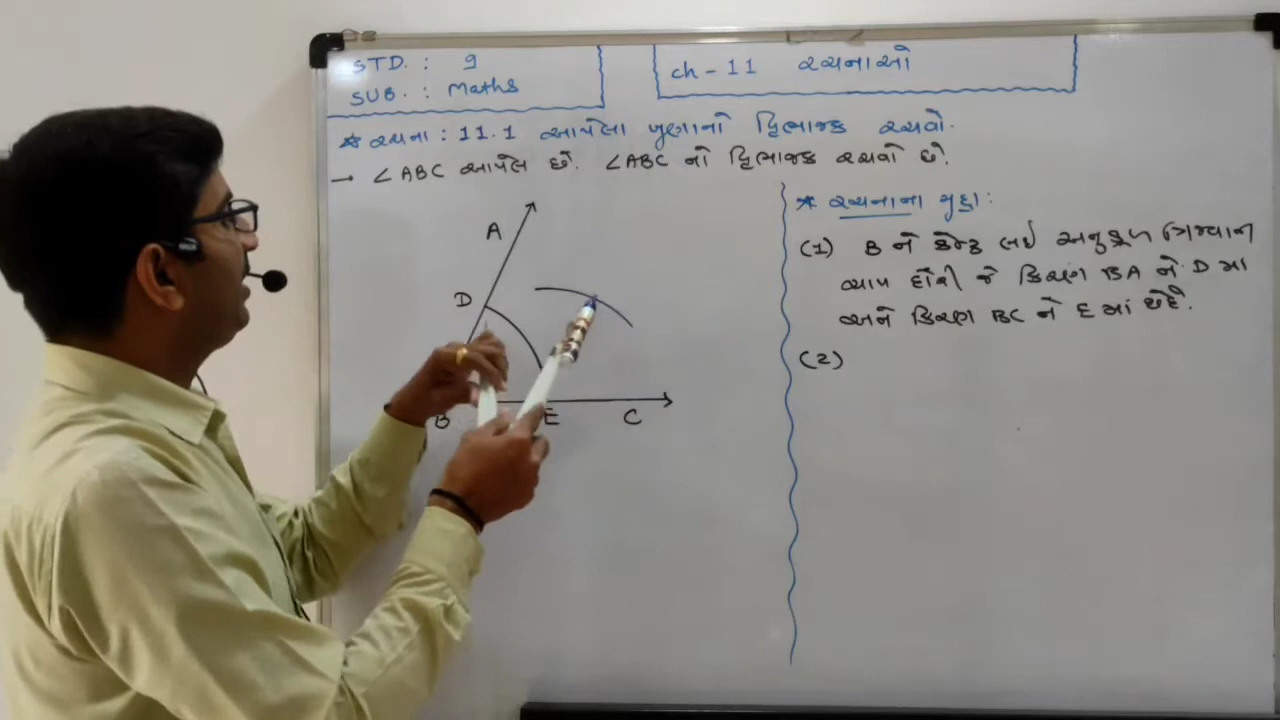 STD. : 9
SUB. : Maths
ch - 11 રચનાઓ
* રચના : 11.1 આપેલા ખૂણાનો દ્વિભાજક રચવો.
→ ∠ABC આપેલ છે. ∠ABC નો દ્વિભાજક રચવો છે.
A
D
B
E
C
* રચનાના મુદ્દા :
(1) B ને કેન્દ્ર લઈ અનુકૂળ ત્રિજ્યાન
ચાપ દોરી જે કિરણ BA ને D માં
અને કિરણ BC ને E માં છેદે.
(2)